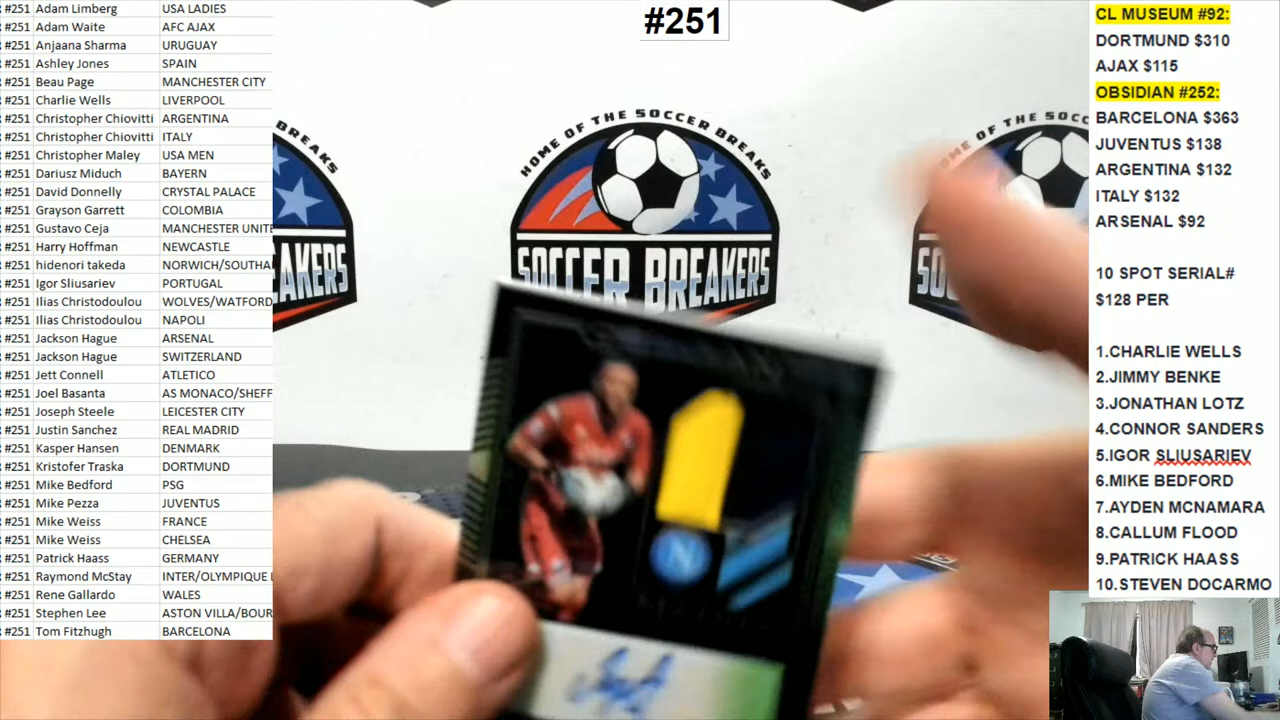 #251 Adam Limberg USA LADIES
#251 Adam Waite AFC AJAX
#251 Anjaana Sharma URUGUAY
#251 Ashley Jones SPAIN
#251 Beau Page MANCHESTER CITY
#251 Charlie Wells LIVERPOOL
#251 Christopher Chiovitti ARGENTINA
#251 Christopher Chiovitti ITALY
#251 Christopher Maley USA MEN
#251 Dariusz Miduch BAYERN
#251 David Donnelly CRYSTAL PALACE
#251 Grayson Garrett COLOMBIA
#251 Gustavo Ceja MANCHESTER UNITE
#251 Harry Hoffman NEWCASTLE
#251 hidenori takeda NORWICH/SOUTHA
#251 Igor Sliusariev PORTUGAL
#251 Ilias Christodoulou WOLVES/WATFORD
#251 Ilias Christodoulou NAPOLI
#251 Jackson Hague ARSENAL
#251 Jackson Hague SWITZERLAND
#251 Jett Connell ATLETICO
#251 Joel Basanta AS MONACO/SHEFF
#251 Joseph Steele LEICESTER CITY
#251 Justin Sanchez REAL MADRID
#251 Kasper Hansen DENMARK
#251 Kristofer Traska DORTMUND
#251 Mike Bedford PSG
#251 Mike Pezza JUVENTUS
#251 Mike Weiss FRANCE
#251 Mike Weiss CHELSEA
#251 Patrick Haass GERMANY
#251 Raymond McStay INTER/OLYMPIQUE
#251 Rene Gallardo WALES
#251 Stephen Lee ASTON VILLA/BOUR
#251 Tom Fitzhugh BARCELONA
#251
BREAKS
EAKERS
HOME OF THE SOCCER BREAKS
SOCCER BREAKERS
OME OF THE SOCC
SO
N
CL MUSEUM #92:
DORTMUND $310
AJAX $115
OBSIDIAN #252:
BARCELONA $363
JUVENTUS $138
ARGENTINA $132
ITALY $132
ARSENAL $92
10 SPOT SERIAL#
$128 PER
1.CHARLIE WELLS
2.JIMMY BENKE
3.JONATHAN LOTZ
4.CONNOR SANDERS
5.IGOR SLIUSARIEV
6.MIKE BEDFORD
7.AYDEN MCNAMARA
8.CALLUM FLOOD
9.PATRICK HAASS
10.STEVEN DOCARMO